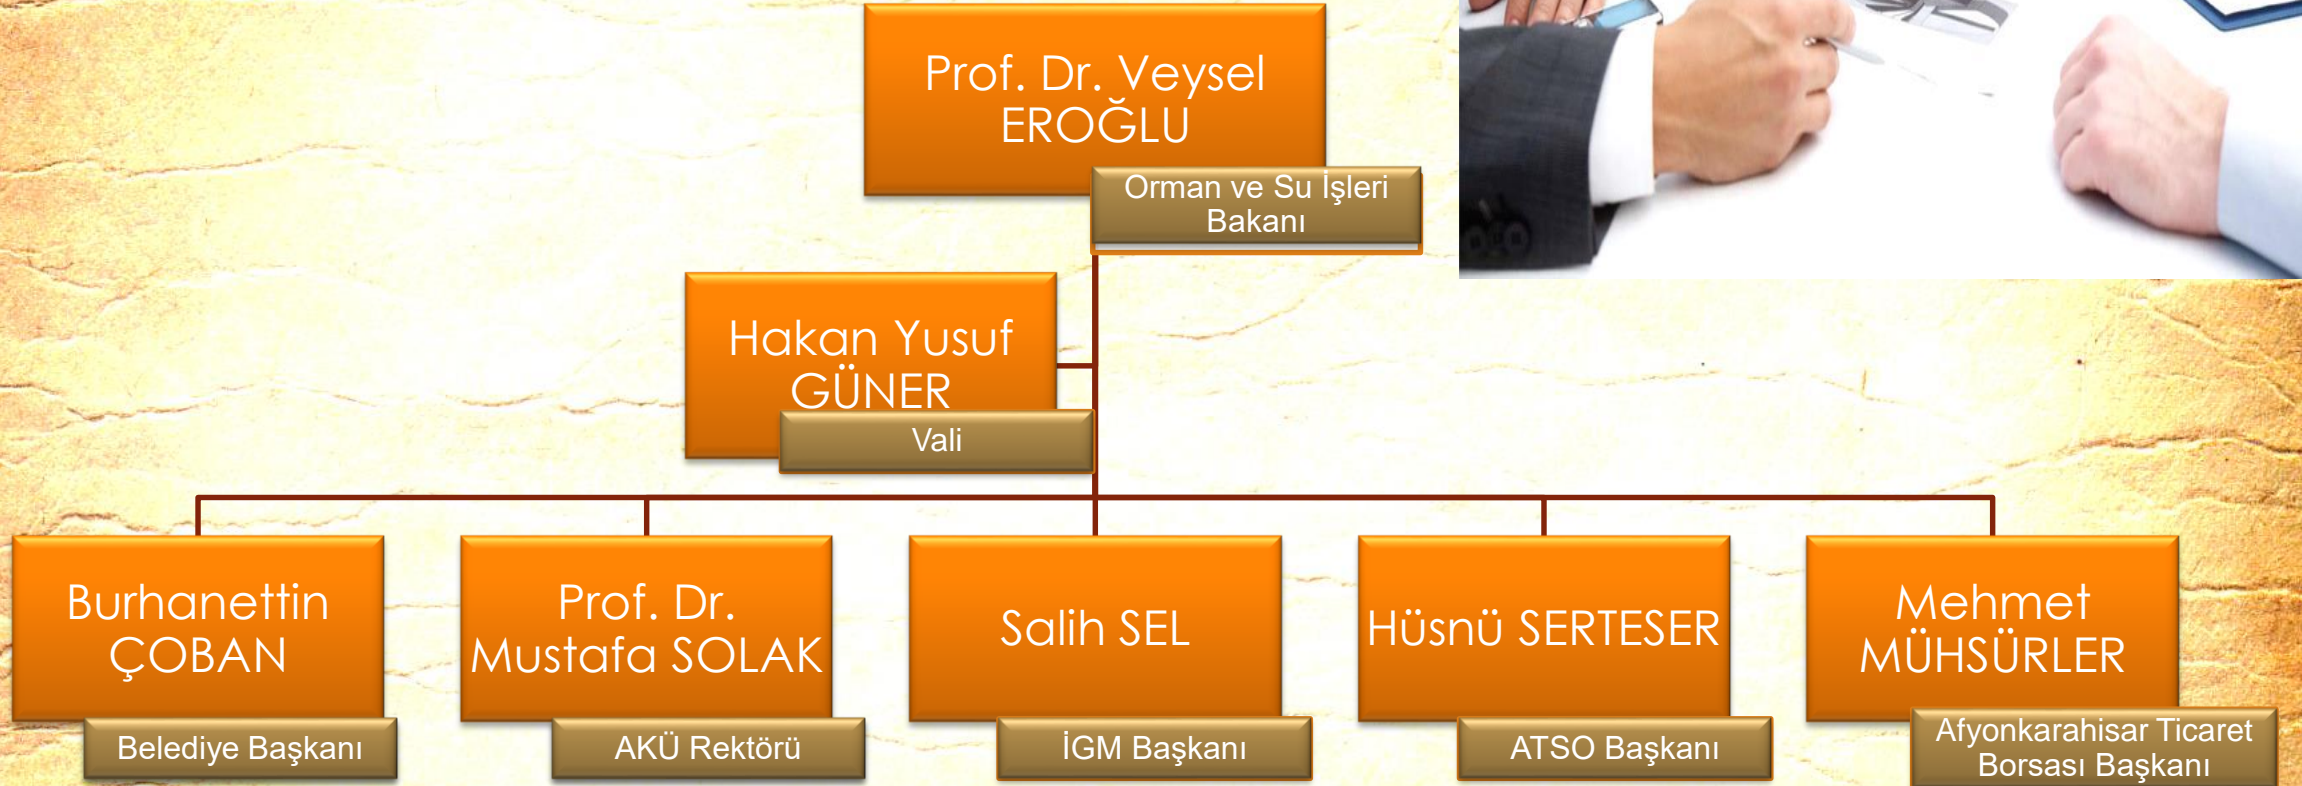 Prof. Dr. Veysel
EROĞLU
Orman ve Su İşleri
Bakanı
Hakan Yusuf
GÜNER
Vali
Burhanettin
ÇOBAN
Belediye Başkanı
Prof. Dr.
Mustafa SOLAK
AKÜ Rektörü
Salih SEL
İGM Başkanı
Hüsnü SERTESER
ATSO Başkanı
Mehmet
MÜHSÜRLER
Afyonkarahisar Ticaret
Borsası Başkanı